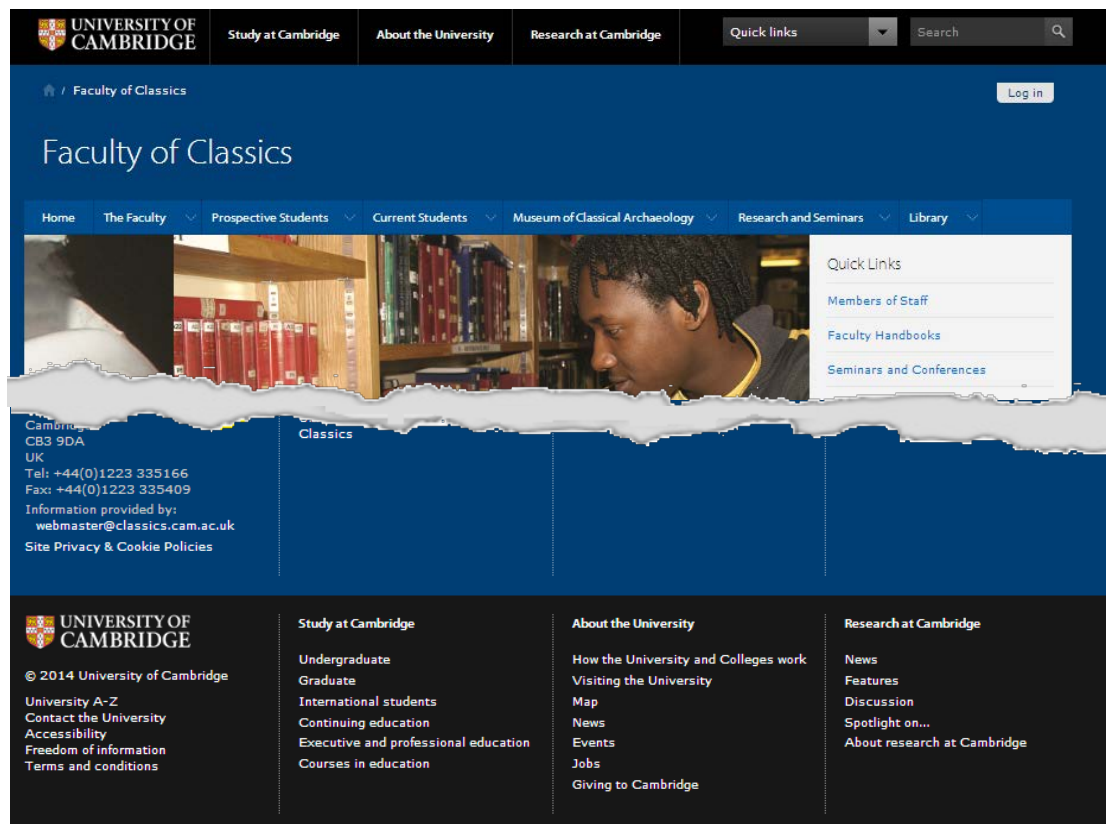 UNIVERSITY OF
CAMBRIDGE
Study at Cambridge
About the University
Research at Cambridge
Quick links
Search
/ Faculty of Classics
Log in
Faculty of Classics
Home
The Faculty
Prospective Students
Current Students
Museum of Classical Archaeology
Research and Seminars
Library
Quick Links
Members of Staff
Faculty Handbooks
Seminars and Conferences
CB3 9DA
UK
Tel: +44(0)1223 335166
Fax: +44(0)1223 335409
Information provided by:
webmaster@classics.cam.ac.uk
Site Privacy & Cookie Policies
Classics
UNIVERSITY OF
CAMBRIDGE
© 2014 University of Cambridge
University A-Z
Contact the University
Accessibility
Freedom of information
Terms and conditions
Study at Cambridge
Undergraduate
Graduate
International students
Continuing education
Executive and professional education
Courses in education
About the University
How the University and Colleges work
Visiting the University
Map
News
Events
Jobs
Giving to Cambridge
Research at Cambridge
News
Features
Discussion
Spotlight on...
About research at Cambridge